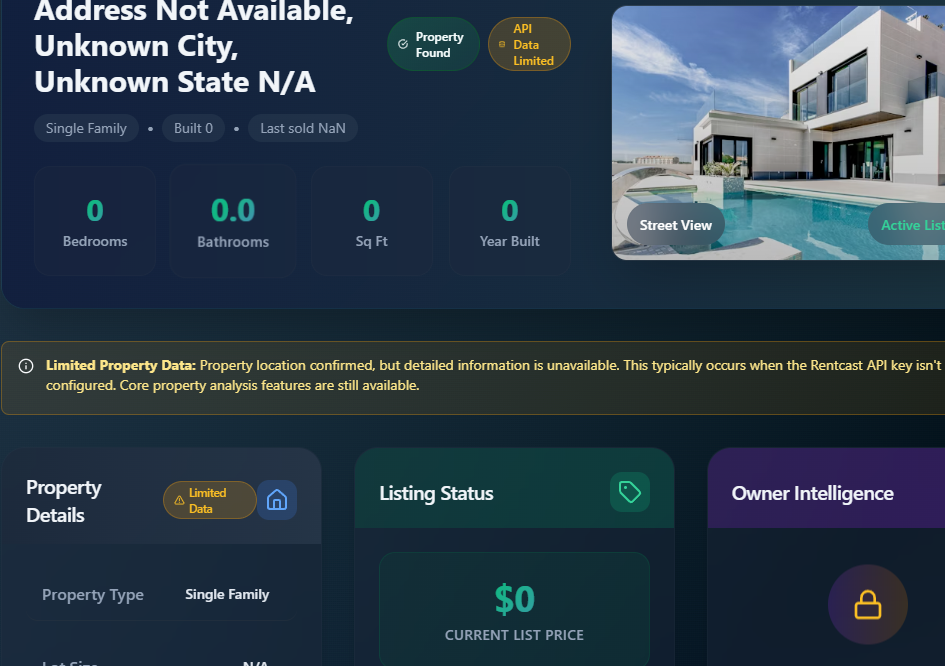 Address Not Available,
Unknown City,
Unknown State N/A
Property
Found
API
Data
Limited
Single Family • Built 0 • Last sold NaN
0
Bedrooms
0.0
Bathrooms
0
Sq Ft
0
Year Built
Street View
Active List
Limited Property Data: Property location confirmed, but detailed information is unavailable. This typically occurs when the Rentcast API key isn't
configured. Core property analysis features are still available.
Property
Details
Limited
Data
Property Type Single Family
Lot Size N/A
Listing Status
$0
CURRENT LIST PRICE
Owner Intelligence